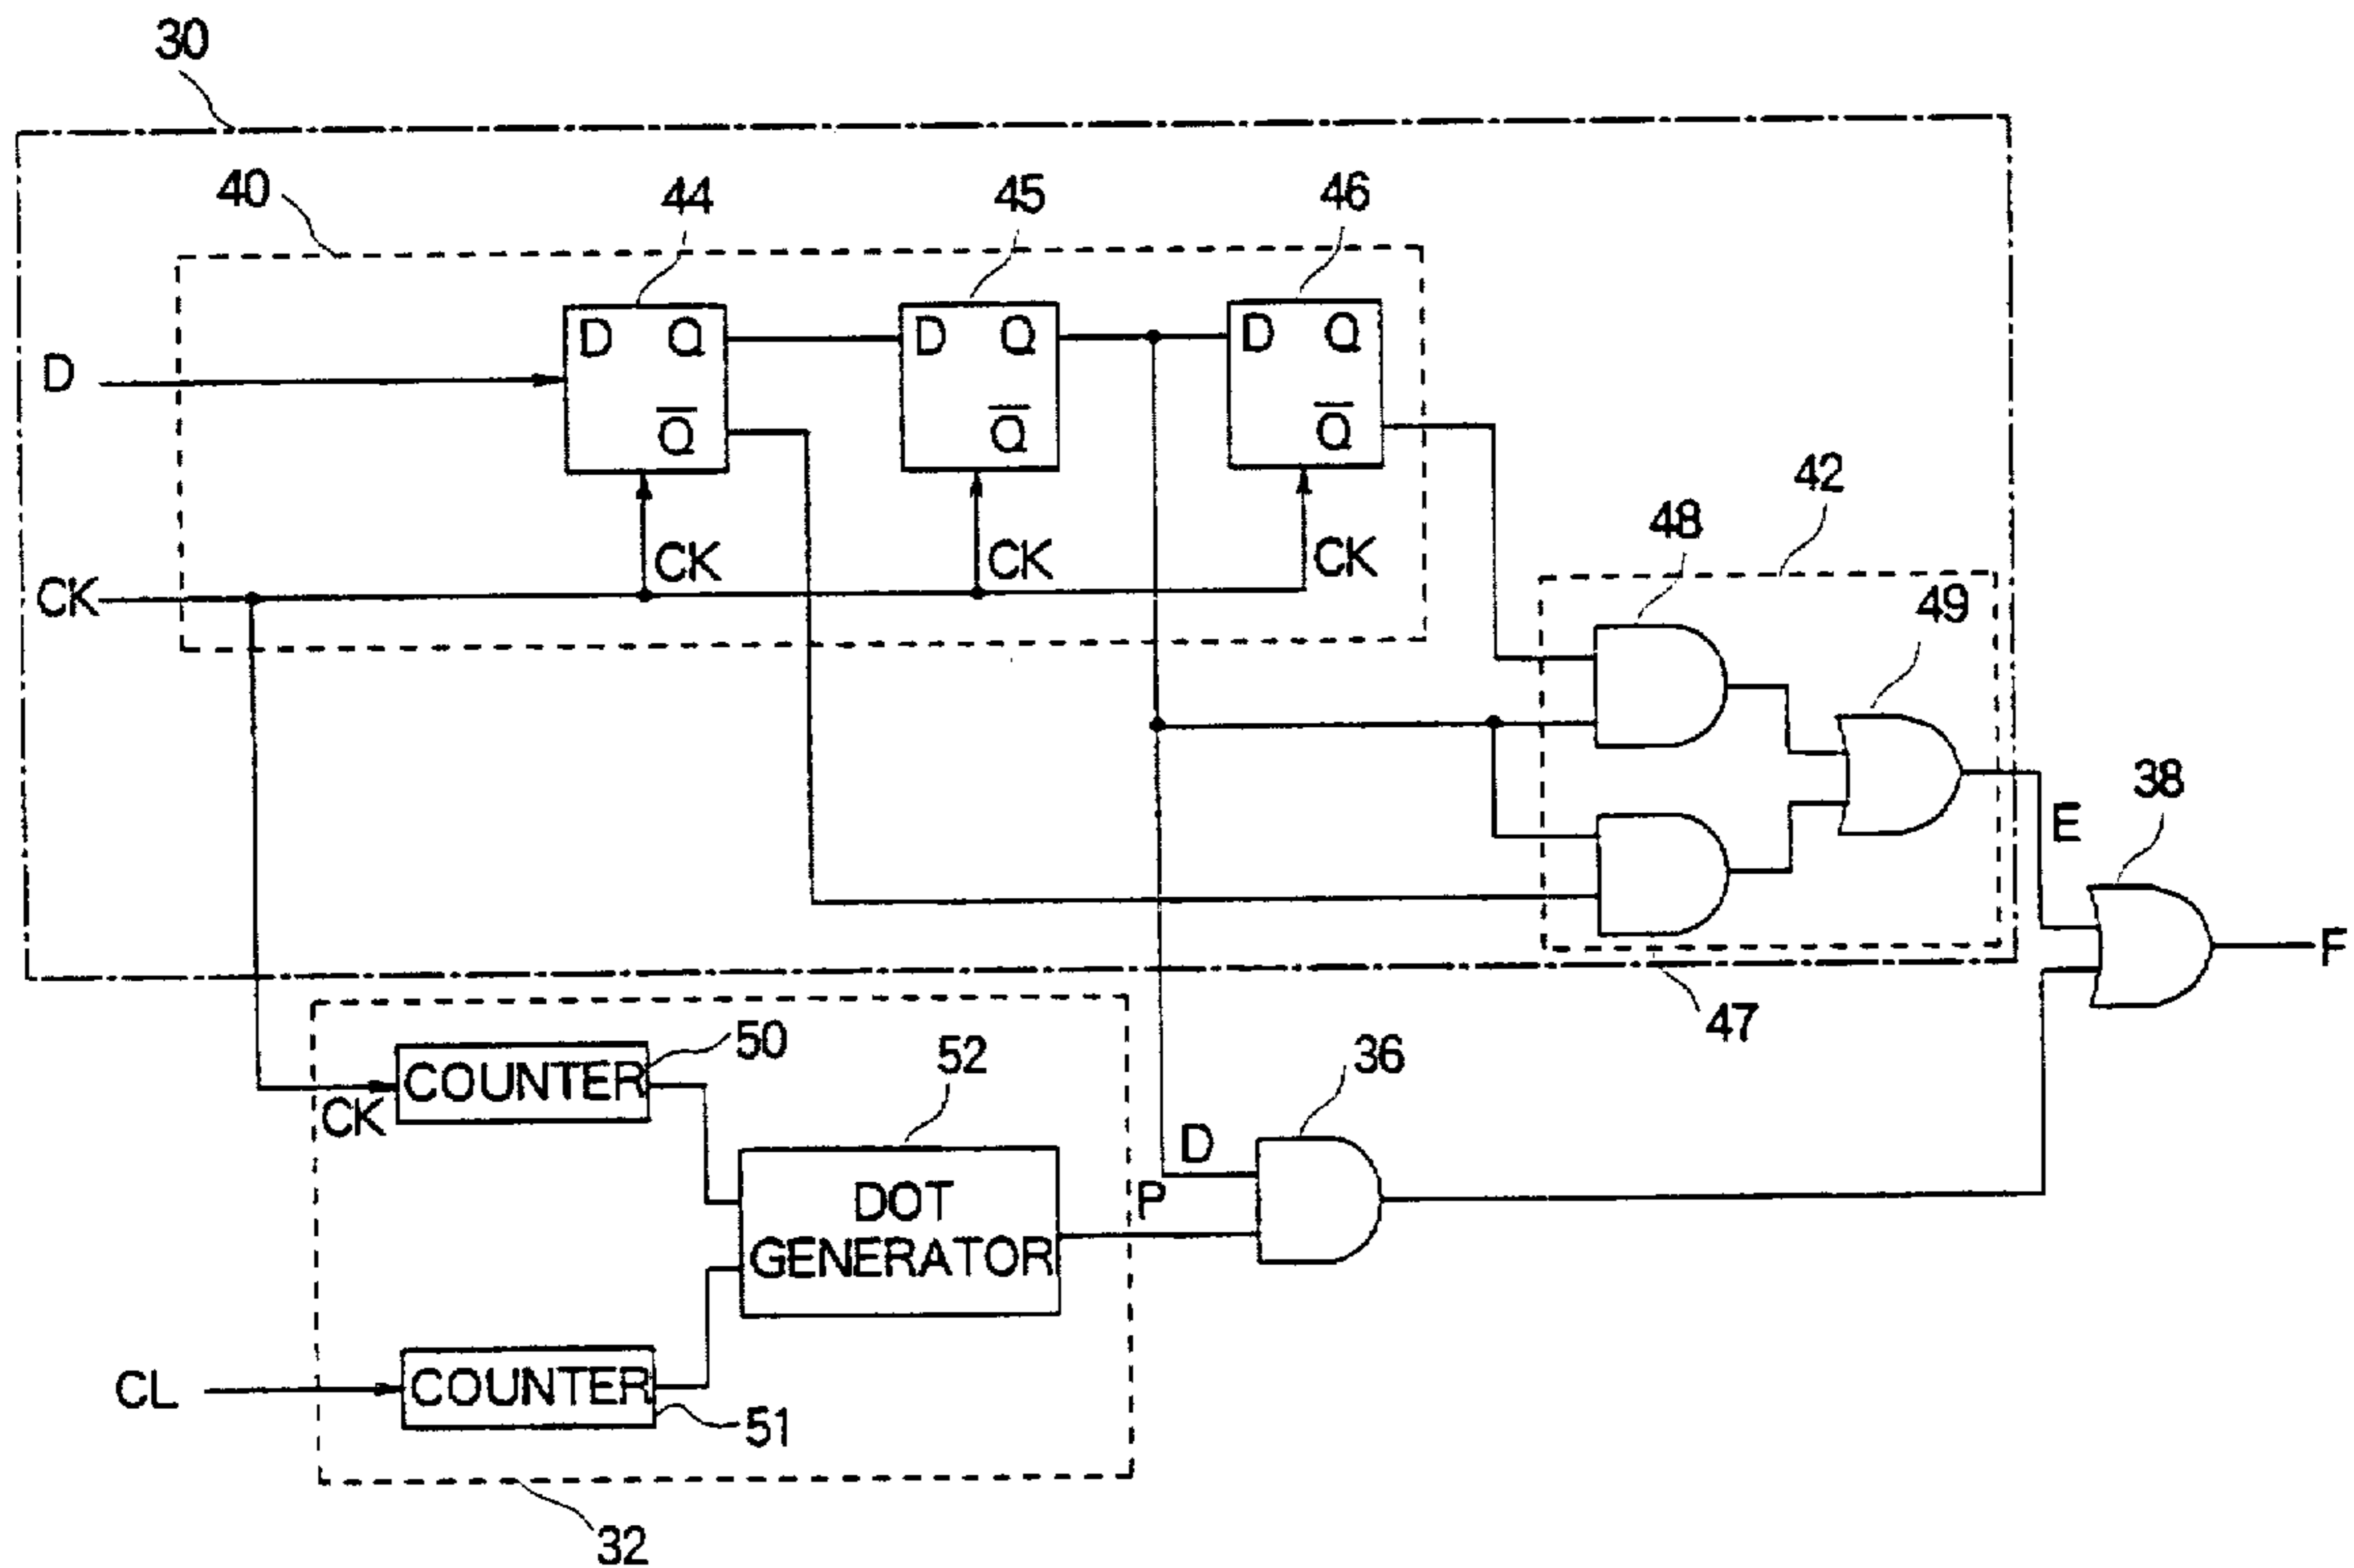 30
40
44
45
46
D Q
D Q
D Q
D
Q̅
Q̅
Q̅
42
48
CK
CK
CK
CK
49
38
E
F
47
50
COUNTER
52
36
CK
D
DOT
GENERATOR
P
CL
COUNTER
51
32